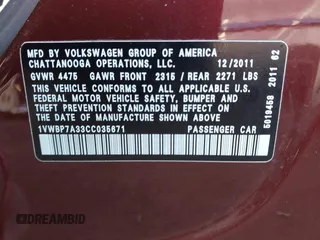 MFD BY VOLKSWAGEN GROUP OF AMERICA
CHATTANOOGA OPERATIONS, LLC. 12/2011
GVWR 4475 GAWR FRONT 2315 / REAR 2271 LBS
THIS VEHICLE CONFORMS TO ALL APPLICABLE U.S.
FEDERAL MOTOR VEHICLE SAFETY, BUMPER AND THEFT
PREVENTION STANDARDS IN EFFECT ON THE DATE OF
MANUFACTURE SHOWN ABOVE
1VWBP7A33CC035671 PASSENGER CAR
5019458 2011 62
DREAMBID